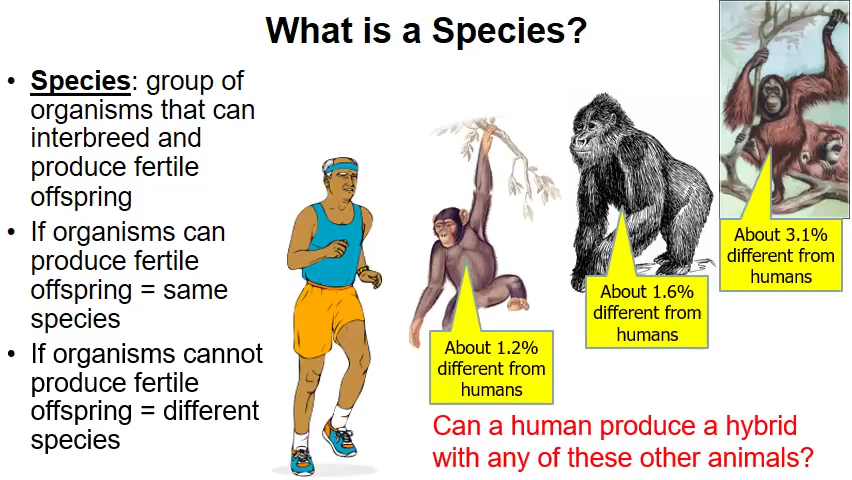 What is a Species?
• Species: group of
organisms that can
interbreed and
produce fertile
offspring
• If organisms can
produce fertile
offspring = same
species
• If organisms cannot
produce fertile
offspring = different
species
About 1.2%
different from
humans
About 1.6%
different from
humans
About 3.1%
different from
humans
Can a human produce a hybrid
with any of these other animals?